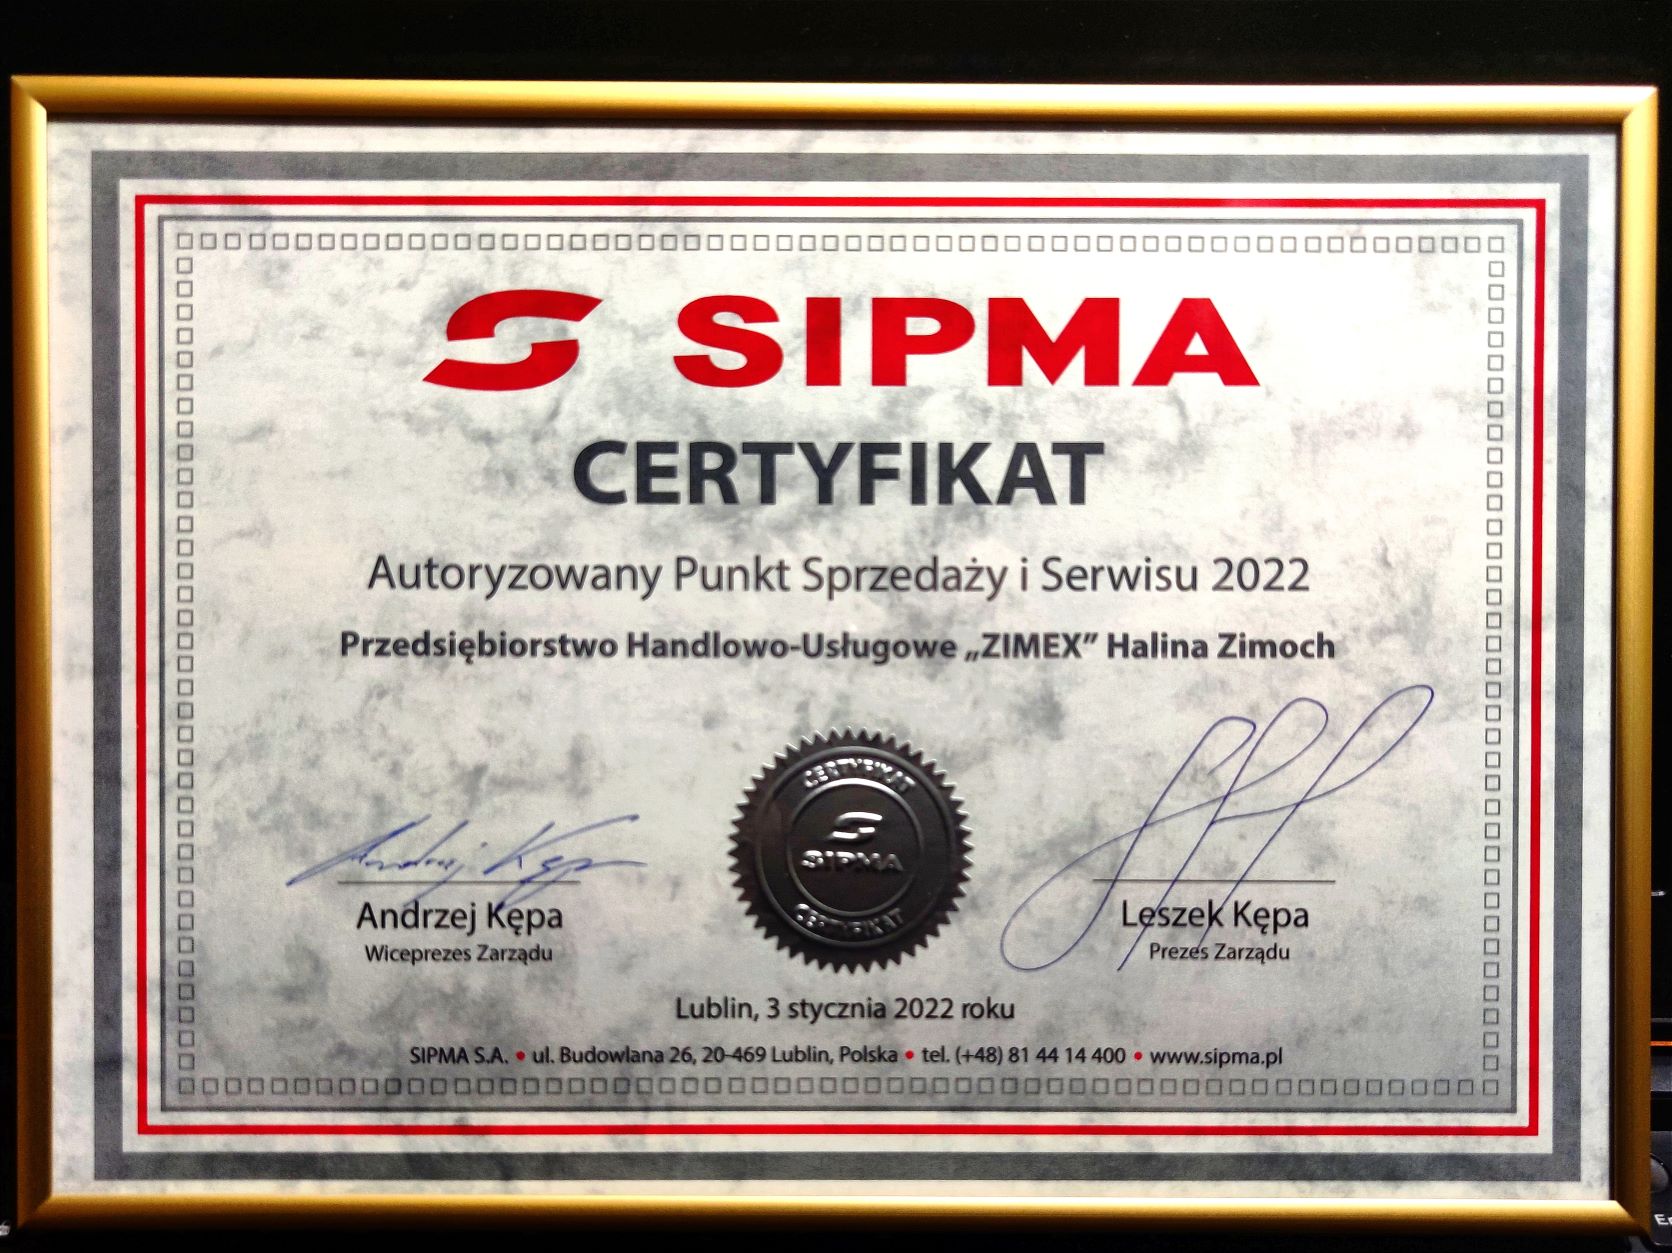 SIPMA
CERTYFIKAT
Autoryzowany Punkt Sprzedaży i Serwisu 2022
Przedsiębiorstwo Handlowo-Usługowe „ZIMEX” Halina Zimoch
CERTYFIKAT
SIPMA
CERTYFIKAT
Andrzej Kępa
Andrzej Kępa
Wiceprezes Zarządu
Leszek Kępa
Prezes Zarządu
Lublin, 3 stycznia 2022 roku
SIPMA S.A. • ul. Budowlana 26, 20-469 Lublin, Polska • tel. (+48) 81 44 14 400 • www.sipma.pl